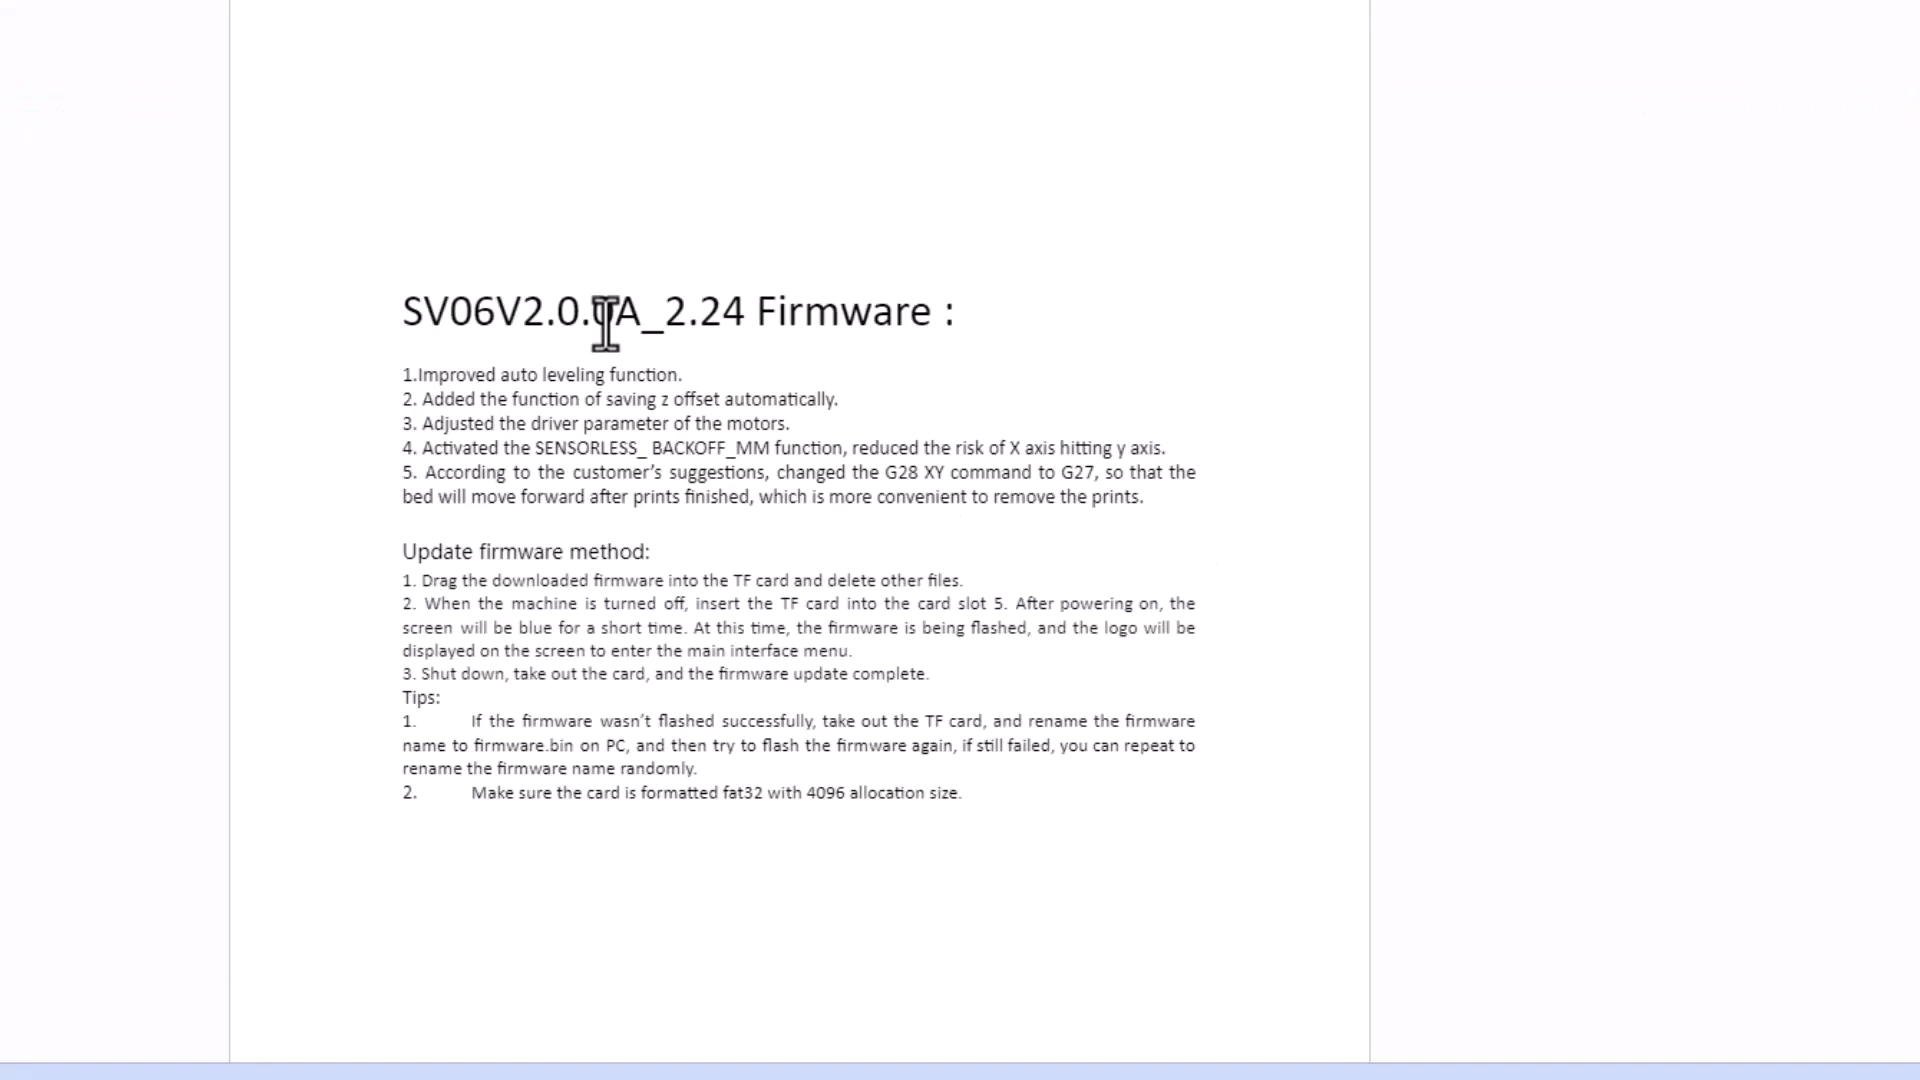 SV06V2.0.0A_2.24 Firmware :
1.Improved auto leveling function.
2. Added the function of saving z offset automatically.
3. Adjusted the driver parameter of the motors.
4. Activated the SENSORLESS_ BACKOFF_MM function, reduced the risk of X axis hitting y axis.
5. According to the customer's suggestions, changed the G28 XY command to G27, so that the
bed will move forward after prints finished, which is more convenient to remove the prints.
Update firmware method:
1. Drag the downloaded firmware into the TF card and delete other files.
2. When the machine is turned off, insert the TF card into the card slot 5. After powering on, the
screen will be blue for a short time. At this time, the firmware is being flashed, and the logo will be
displayed on the screen to enter the main interface menu.
3. Shut down, take out the card, and the firmware update complete.
Tips:
1. If the firmware wasn't flashed successfully, take out the TF card, and rename the firmware
name to firmware.bin on PC, and then try to flash the firmware again, if still failed, you can repeat to
rename the firmware name randomly.
2. Make sure the card is formatted fat32 with 4096 allocation size.